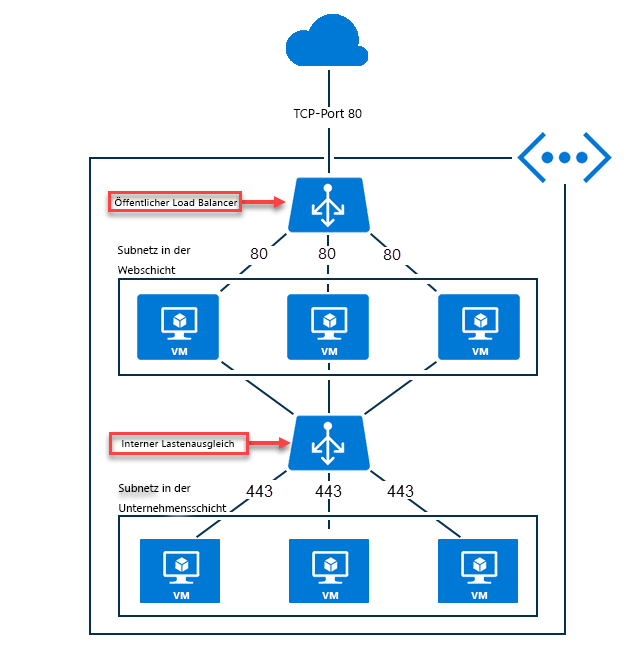 TCP-Port 80
Öffentlicher Load Balancer
Subnetz in der
Webschicht
80 80 80
VM VM VM
Interner Lastenausgleich
Subnetz in der
Unternehmensschicht
443 443 443
VM VM VM